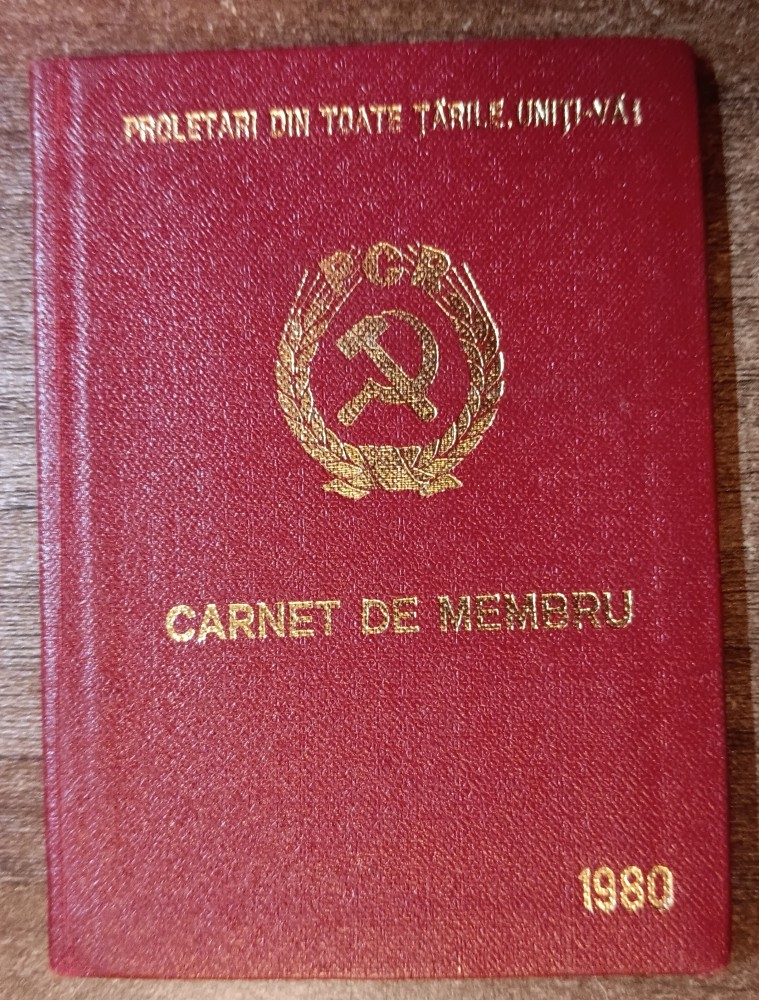 PROLETARI DIN TOATE ȚĂRILE, UNIȚI-VĂ!
PCR
CARNET DE MEMBRU
1980